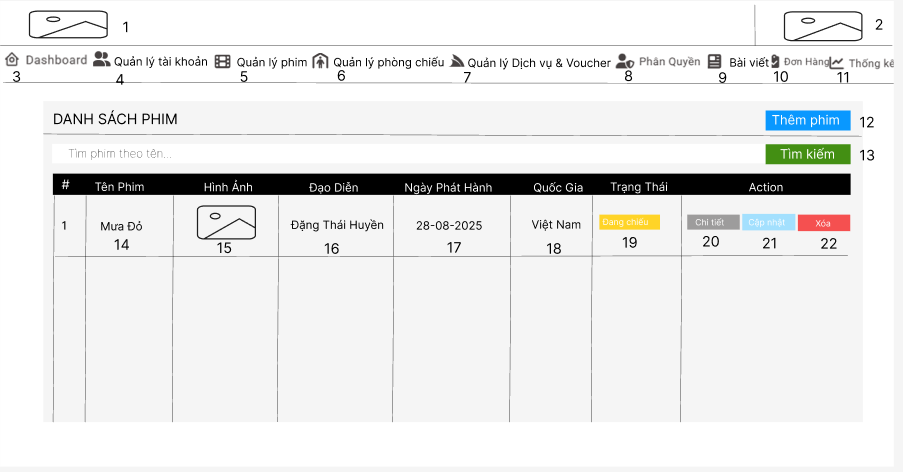 1
2
Dashboard Quản lý tài khoản Quản lý phim Quản lý phòng chiếu Quản lý Dịch vụ & Voucher Phân Quyền Bài viết Đơn Hàng Thống kê
3 4 5 6 7 8 9 10 11
DANH SÁCH PHIM Thêm phim 12
Tìm phim theo tên... Tìm kiếm 13
# Tên Phim Hình Ảnh Đạo Diễn Ngày Phát Hành Quốc Gia Trạng Thái Action
1 Mưa Đỏ Đặng Thái Huyền 28-08-2025 Việt Nam Đang chiếu Chi tiết Cập nhật Xóa
14 15 16 17 18 19 20 21 22